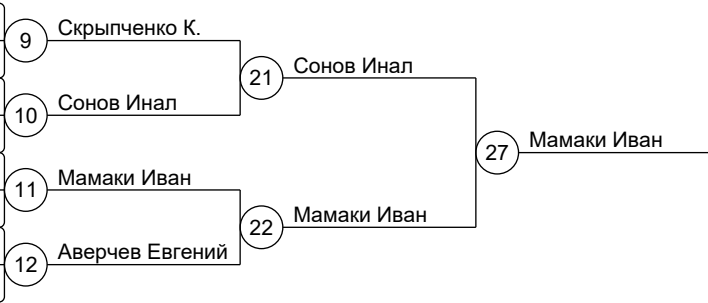 9 Скрыпченко К.
21 Сонов Инал
10 Сонов Инал
27 Мамаки Иван
11 Мамаки Иван
22 Мамаки Иван
12 Аверчев Евгений